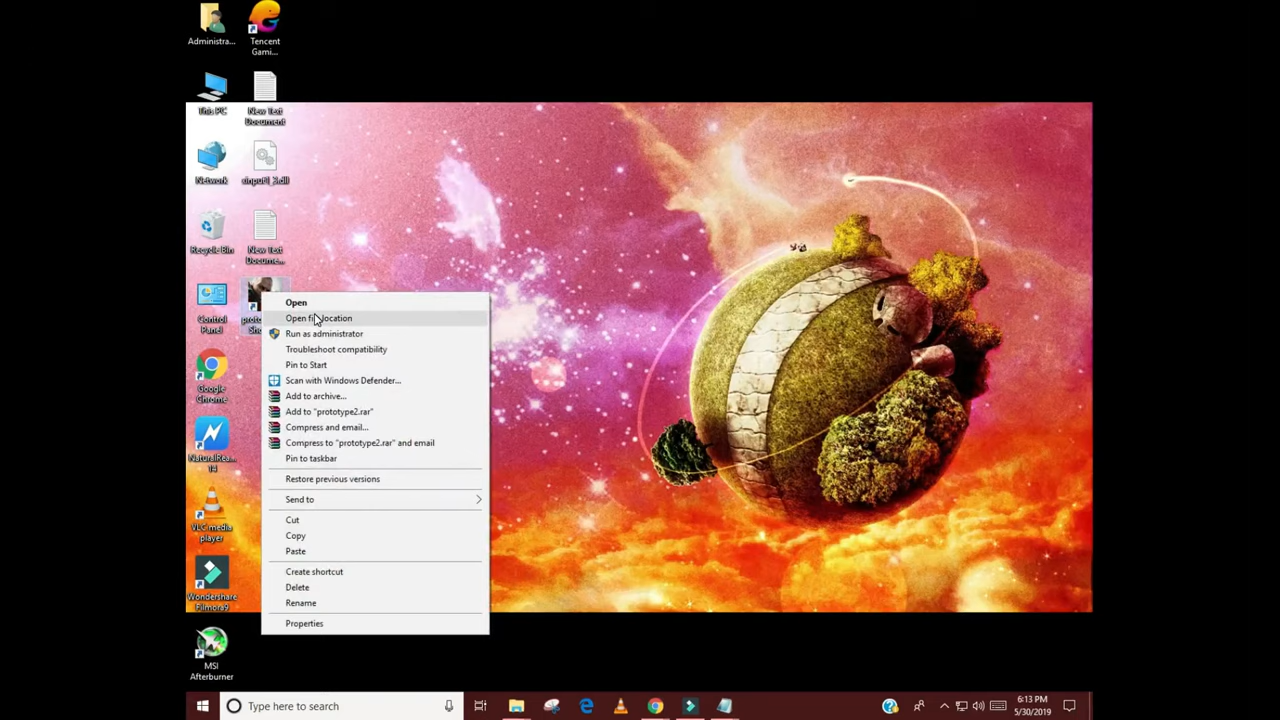 Administra...
Tencent
Gami...
This PC
New Text
Document
Network
xinput1_3.dll
Recycle Bin
New Text
Docume...
Control
Panel
Google
Chrome
NaturalRea...
14
VLC media
player
Wondershare
Filmora9
MSI
Afterburner
Open
Open file location
Run as administrator
Troubleshoot compatibility
Pin to Start
Scan with Windows Defender...
Add to archive...
Add to "prototype2.rar"
Compress and email...
Compress to "prototype2.rar" and email
Pin to taskbar
Restore previous versions
Send to
Cut
Copy
Paste
Create shortcut
Delete
Rename
Properties
Type here to search
6:13 PM
5/30/2019